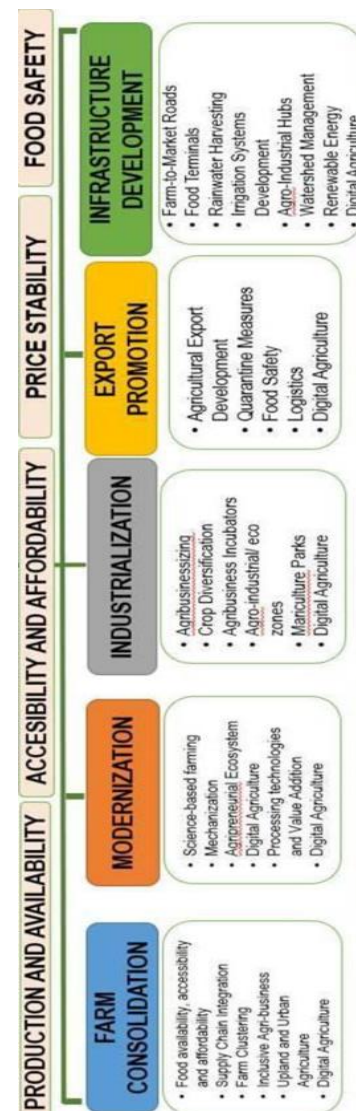 PRODUCTION AND AVAILABILITY
ACCESIBILITY AND AFFORDABILITY
PRICE STABILITY
FOOD SAFETY
FARM
CONSOLIDATION
• Food availability, accessibility
and affordability
• Supply Chain Integration
• Farm Clustering
• Inclusive Agri-business
• Upland and Urban
Agriculture
• Digital Agriculture
MODERNIZATION
• Science-based farming
• Mechanization
• Agripreneurial Ecosystem
• Digital Agriculture
• Processing technologies
and Value Addition
• Digital Agriculture
INDUSTRIALIZATION
• Agribusinessizing
• Crop Diversification
• Agribusiness Incubators
• Agro-industrial/ eco
zones
• Mariculture Parks
• Digital Agriculture
EXPORT
PROMOTION
• Agricultural Export
Development
• Quarantine Measures
• Food Safety
• Logistics
• Digital Agriculture
INFRASTRUCTURE
DEVELOPMENT
• Farm-to-Market Roads
• Food Terminals
• Rainwater Harvesting
• Irrigation Systems
Development
• Agro-Industrial Hubs
• Watershed Management
• Renewable Energy
• Digital Agriculture